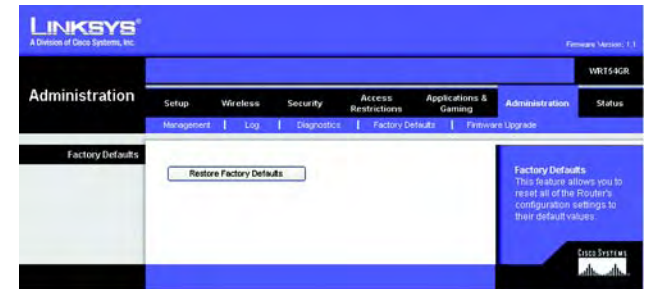 LINKSYS®
A Division of Cisco Systems, Inc.
Firmware Version: 1.1
WRT54GR
Administration
Setup Wireless Security Access Restrictions Applications & Gaming Administration Status
Management | Log | Diagnostics | Factory Defaults | Firmware Upgrade
Factory Defaults
Restore Factory Defaults
Factory Defaults
This feature allows you to
reset all of the Router's
configuration settings to
their default values.
CISCO SYSTEMS